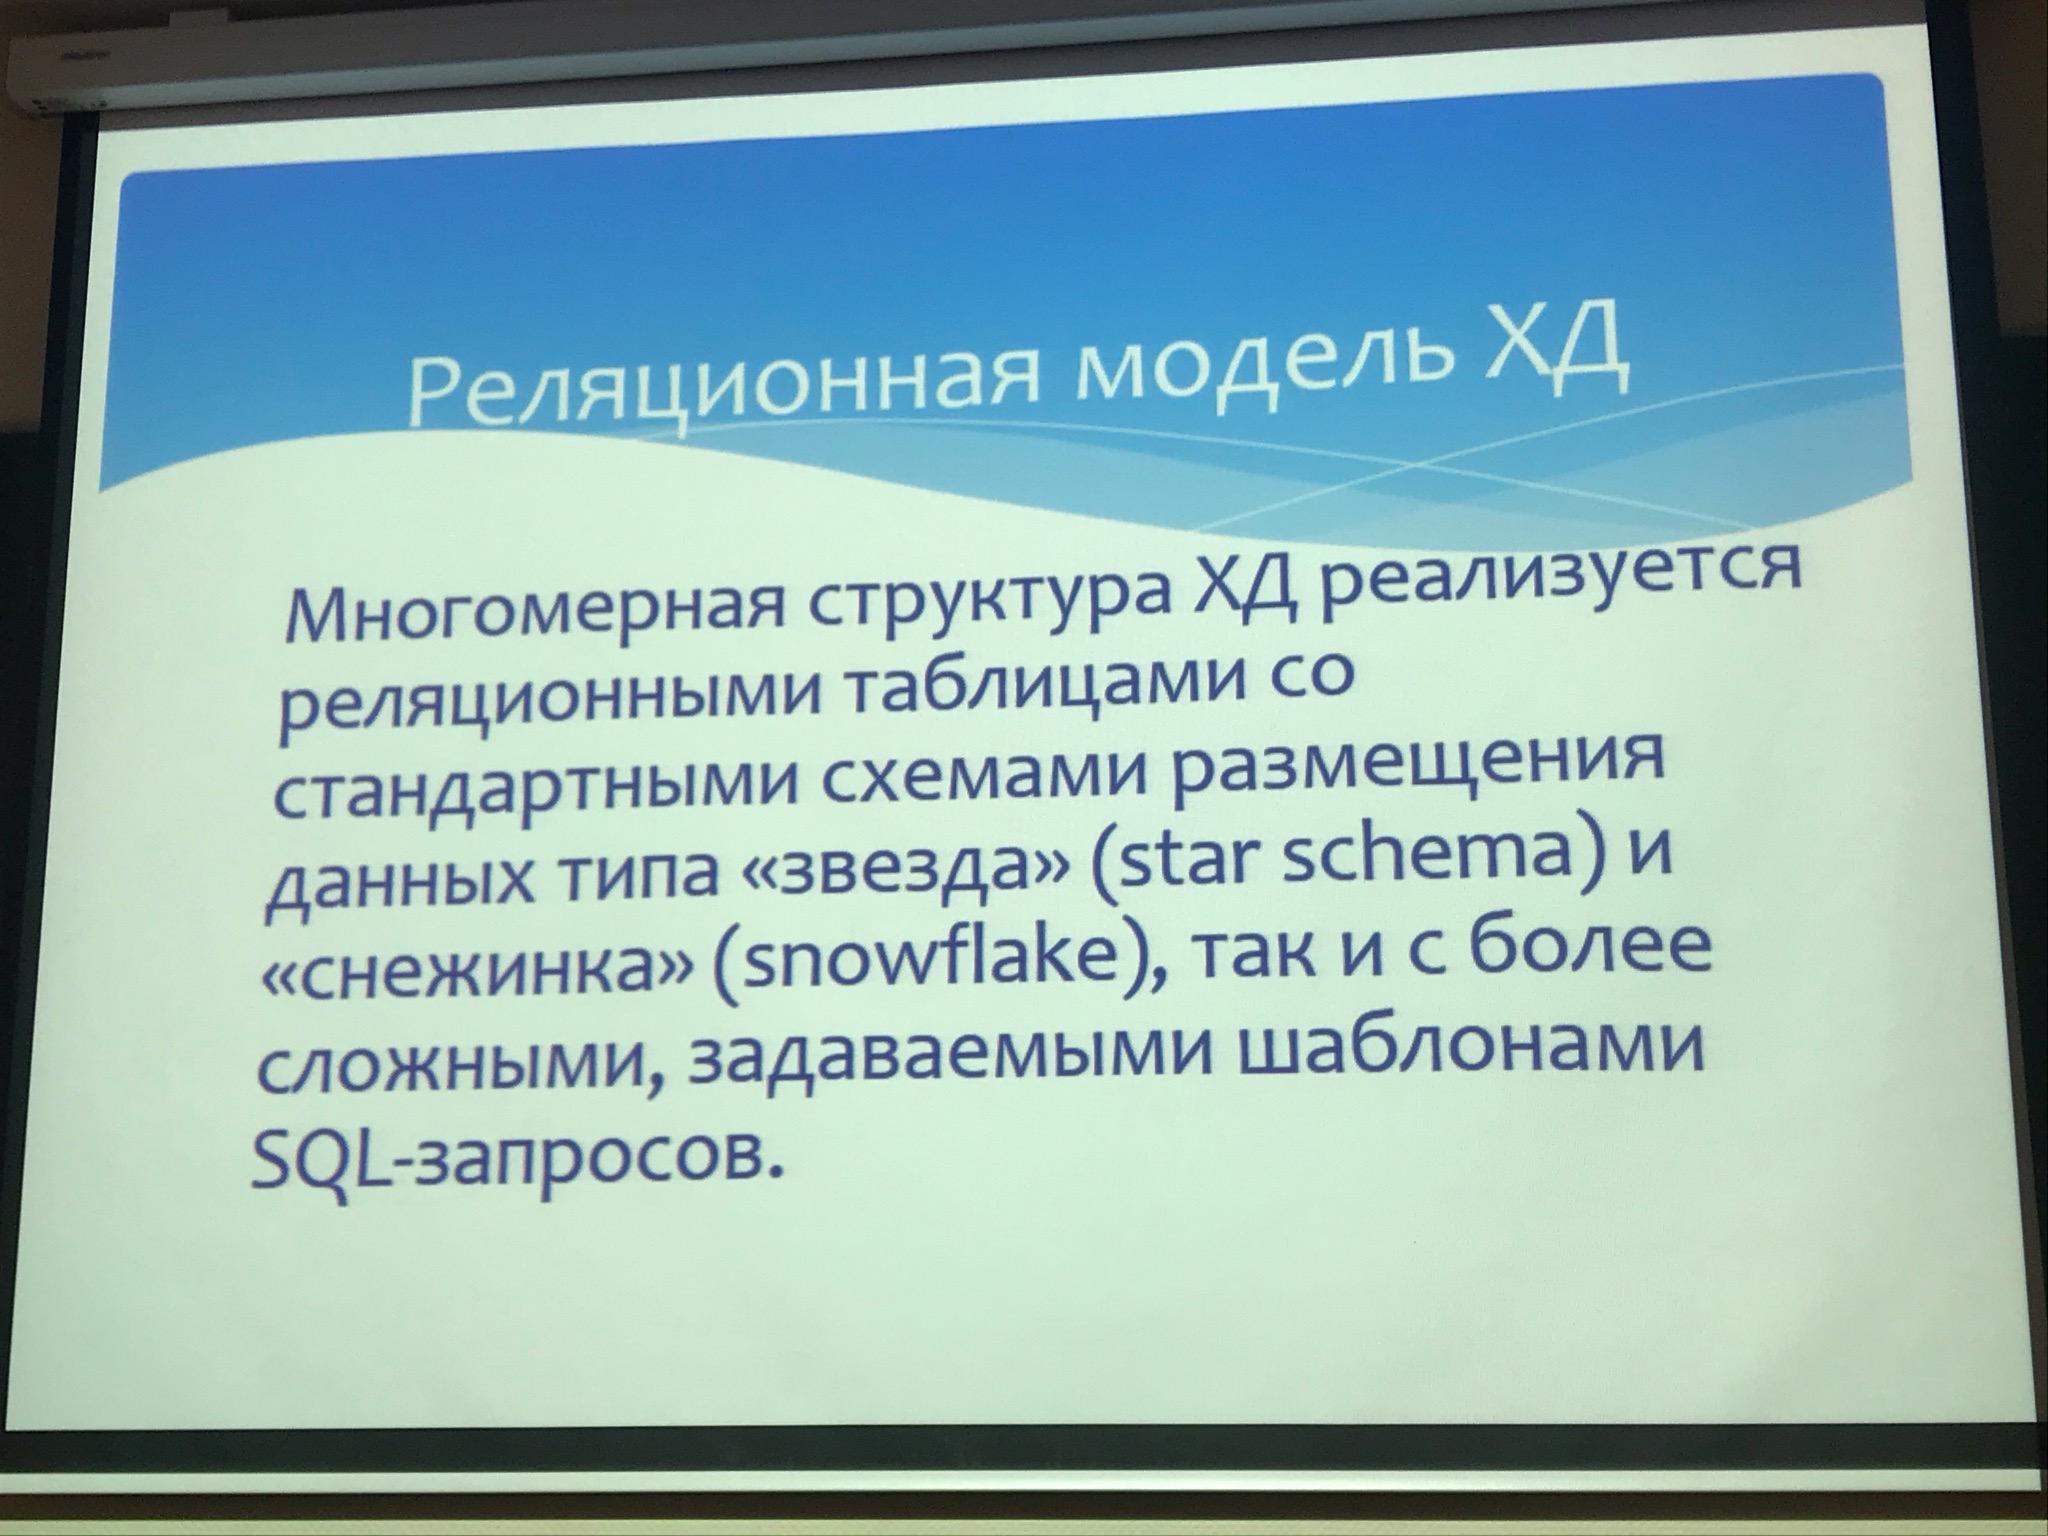 Реляционная модель ХД
Многомерная структура ХД реализуется
реляционными таблицами со
стандартными схемами размещения
данных типа «звезда» (star schema) и
«снежинка» (snowflake), так и с более
сложными, задаваемыми шаблонами
SQL-запросов.